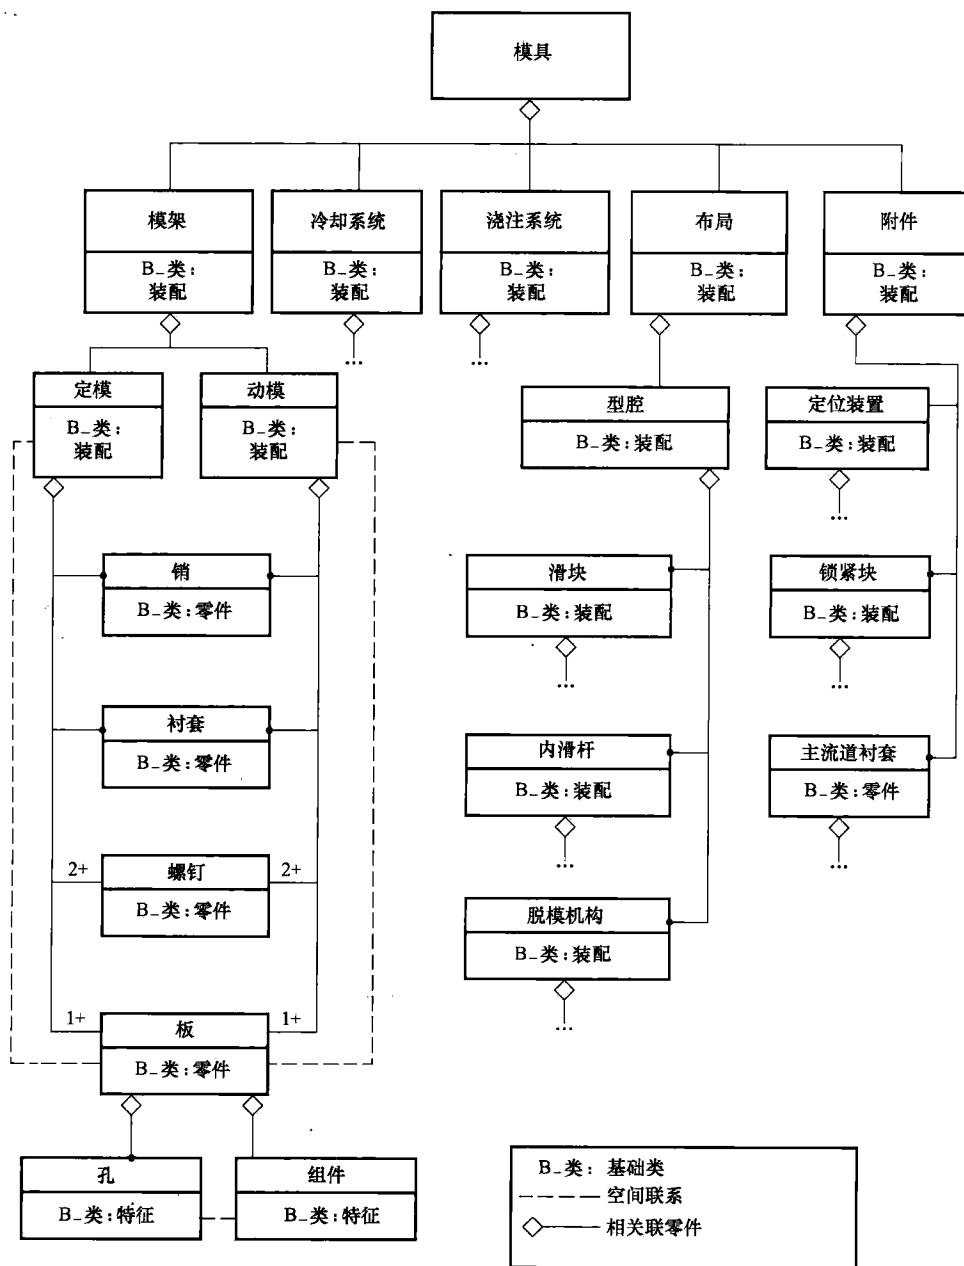 模具
模架
B_类：
装配
冷却系统
B_类：
装配
浇注系统
B_类：
装配
布局
B_类：
装配
附件
B_类：
装配
...
...
定模
B_类：
装配
动模
B_类：
装配
型腔
B_类：装配
定位装置
B_类：装配
...
销
B_类：零件
滑块
B_类：装配
...
锁紧块
B_类：装配
...
衬套
B_类：零件
内滑杆
B_类：装配
...
主流道衬套
B_类：零件
...
2+
螺钉
2+
B_类：零件
脱模机构
B_类：装配
...
1+
板
1+
B_类：零件
孔
B_类：特征
组件
B_类：特征
B_类：基础类
空间联系
相关联零件